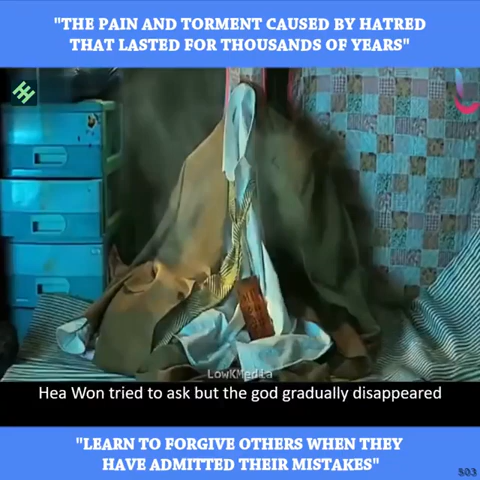 "THE PAIN AND TORMENT CAUSED BY HATRED
THAT LASTED FOR THOUSANDS OF YEARS"
LowKMedia
Hea Won tried to ask but the god gradually disappeared
"LEARN TO FORGIVE OTHERS WHEN THEY
HAVE ADMITTED THEIR MISTAKES"
503